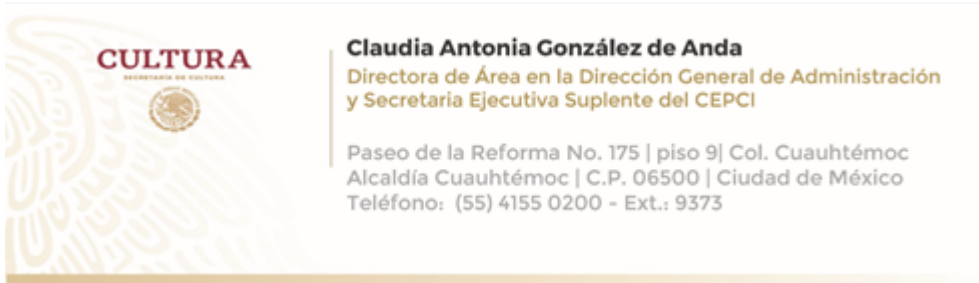 CULTURA
SECRETARÍA DE CULTURA
Claudia Antonia González de Anda
Directora de Área en la Dirección General de Administración
y Secretaria Ejecutiva Suplente del CEPCI
Paseo de la Reforma No. 175 | piso 9| Col. Cuauhtémoc
Alcaldía Cuauhtémoc | C.P. 06500 | Ciudad de México
Teléfono:  (55) 4155 0200 - Ext.: 9373